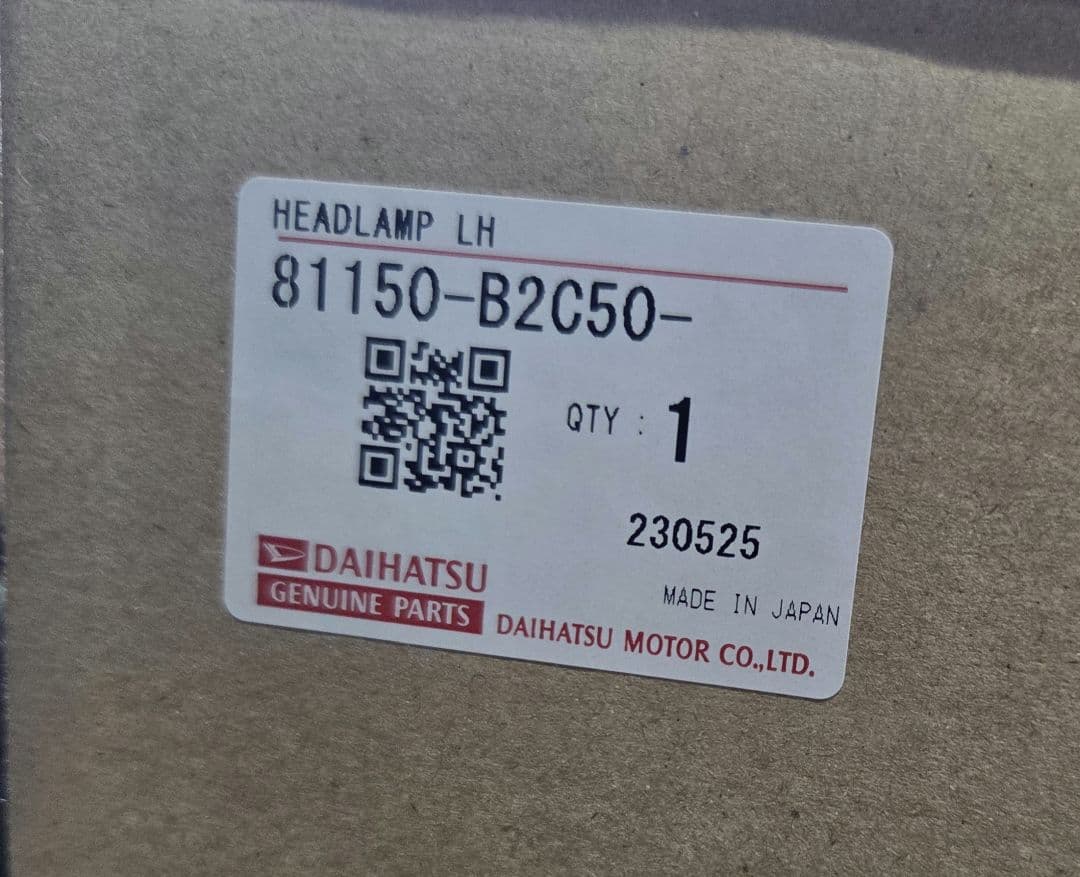 HEADLAMP LH
81150-B2C50-
QTY : 1
230525
MADE IN JAPAN
DAIHATSU
GENUINE PARTS
DAIHATSU MOTOR CO.,LTD.